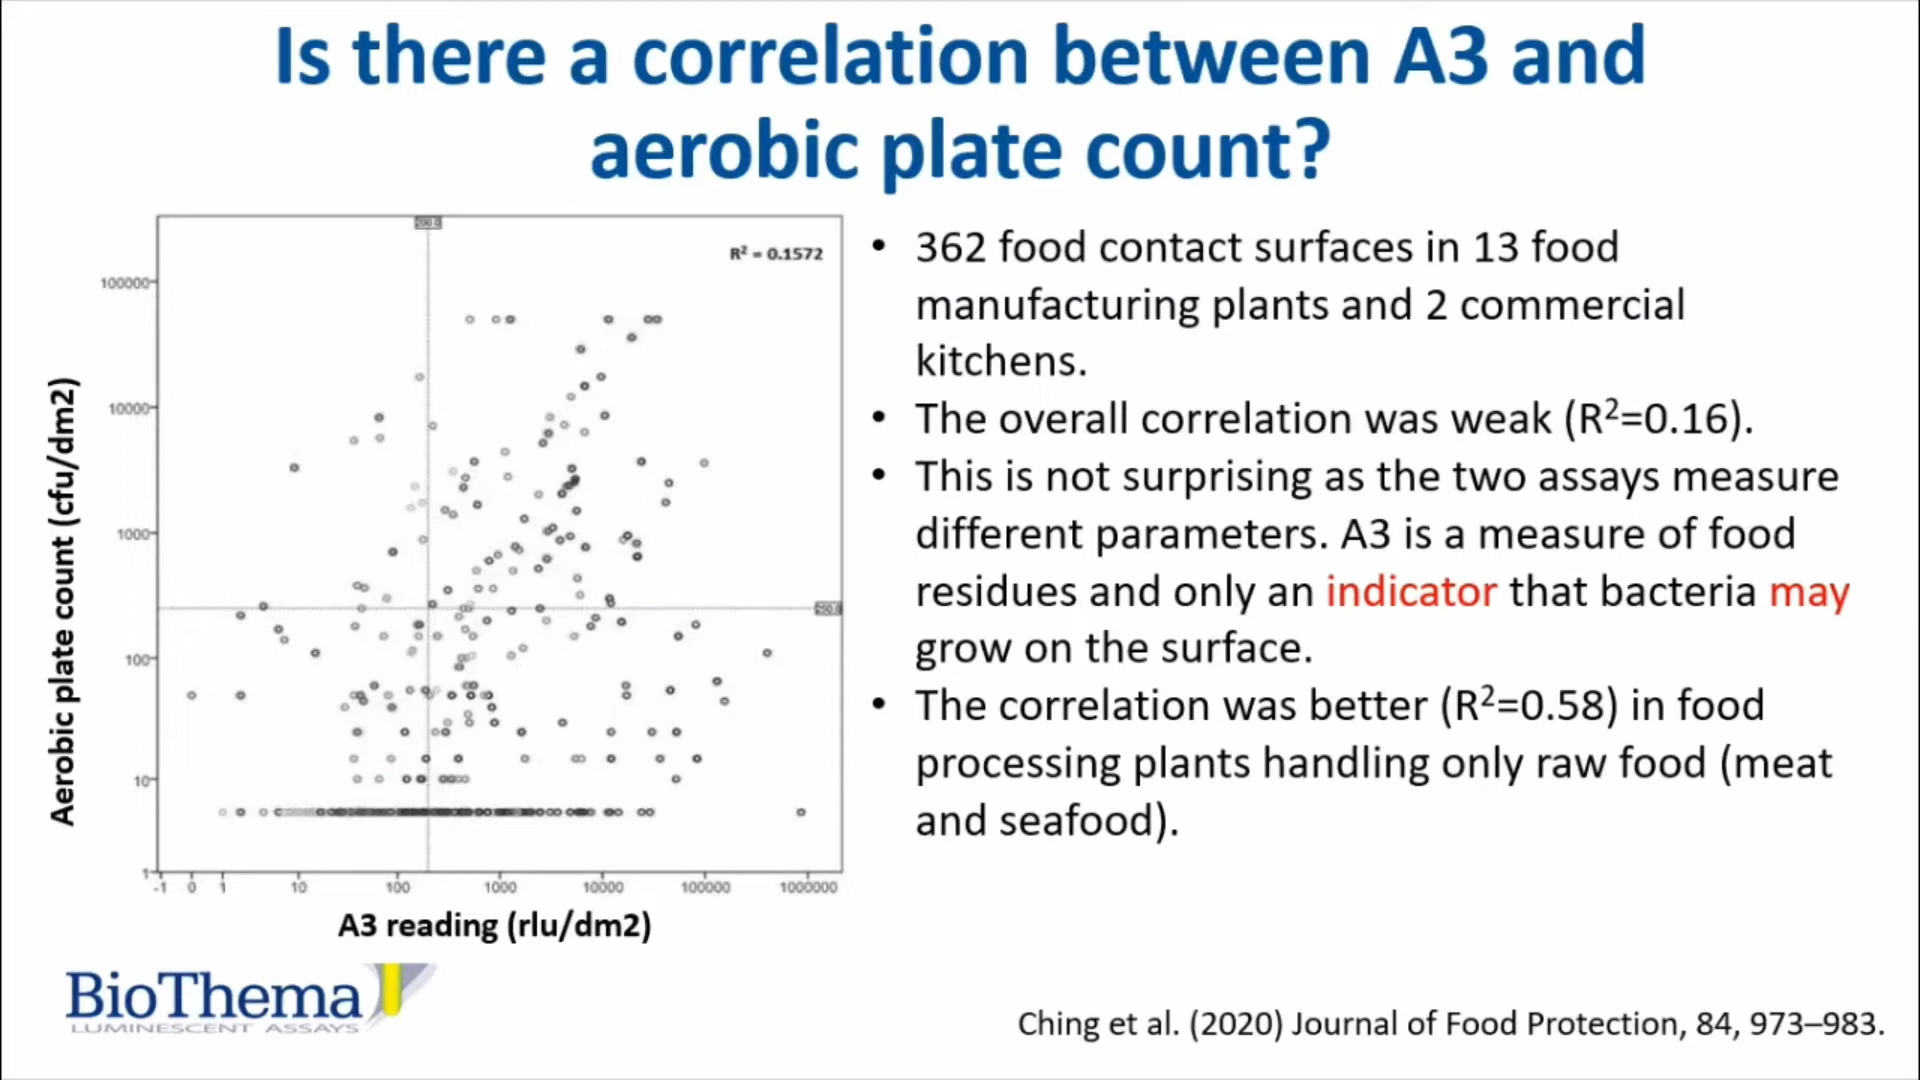 Is there a correlation between A3 and
aerobic plate count?
200.0
R² = 0.1572
100000
10000
1000
250.0
100
10
1
-1 0 1 10 100 1000 10000 100000 1000000
Aerobic plate count (cfu/dm2)
A3 reading (rlu/dm2)
• 362 food contact surfaces in 13 food
manufacturing plants and 2 commercial
kitchens.
• The overall correlation was weak (R²=0.16).
• This is not surprising as the two assays measure
different parameters. A3 is a measure of food
residues and only an indicator that bacteria may
grow on the surface.
• The correlation was better (R²=0.58) in food
processing plants handling only raw food (meat
and seafood).
BioThema
LUMINESCENT ASSAYS
Ching et al. (2020) Journal of Food Protection, 84, 973–983.